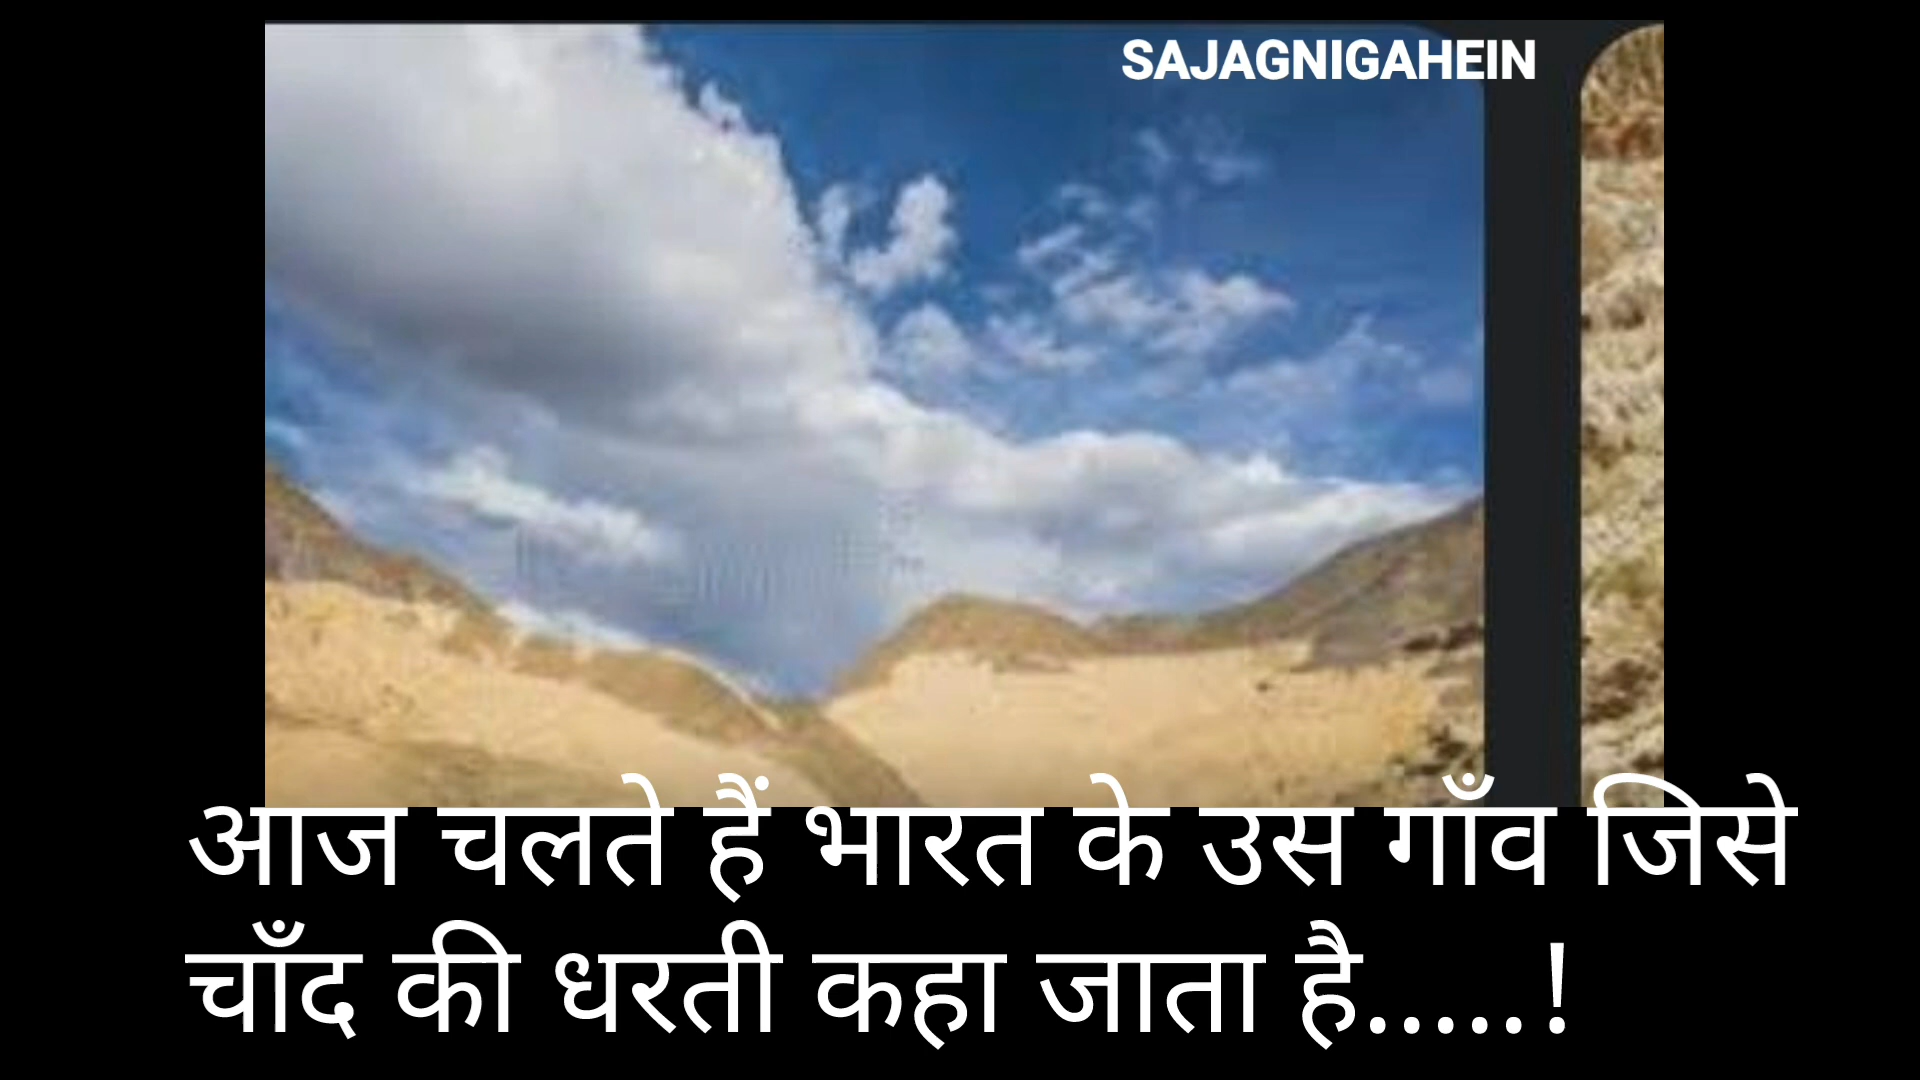 SAJAGNIGAHEIN
आज चलते हैं भारत के उस गाँव जिसे
चाँद की धरती कहा जाता है.....!